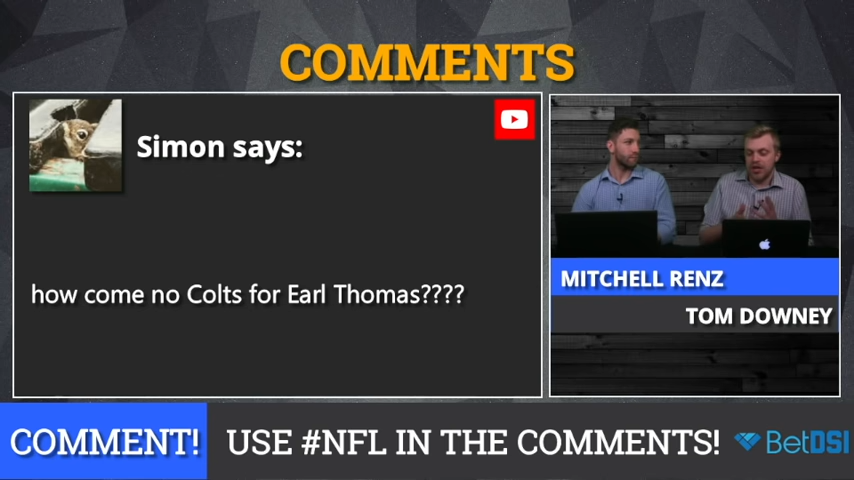 COMMENTS
Simon says:
how come no Colts for Earl Thomas????
MITCHELL RENZ
TOM DOWNEY
COMMENT!
USE #NFL IN THE COMMENTS!
BetDSI